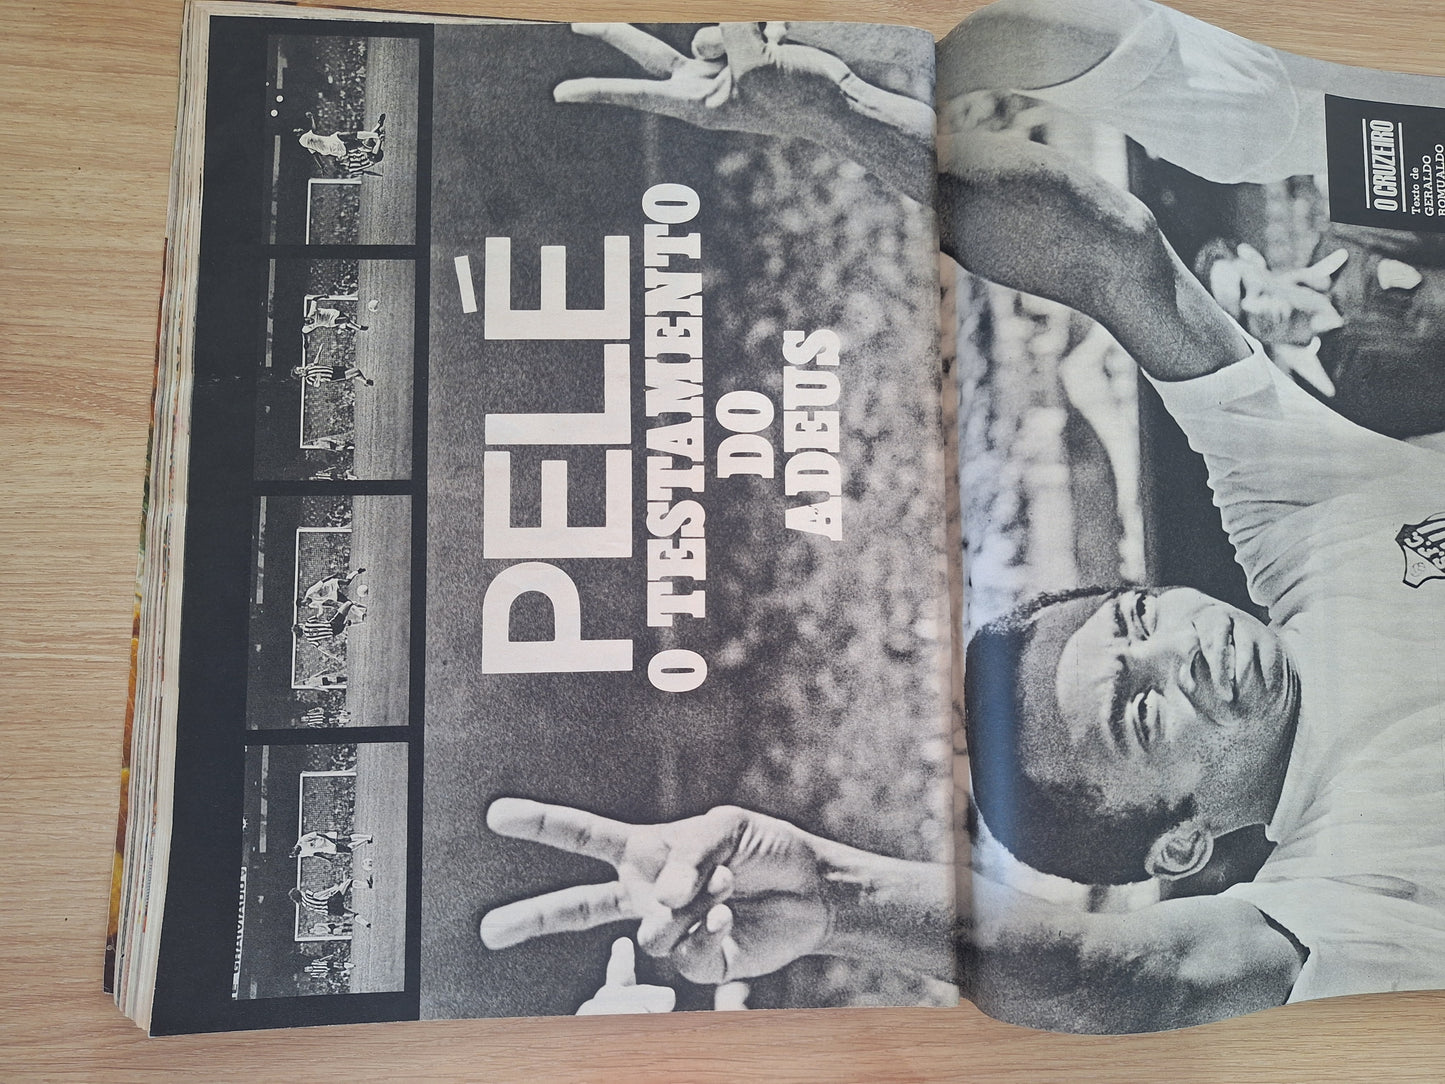 PELÉ
O TESTAMENTO
DO
ADEUS
O CRUZEIRO
Texto de
GERALDO
ROMUALDO